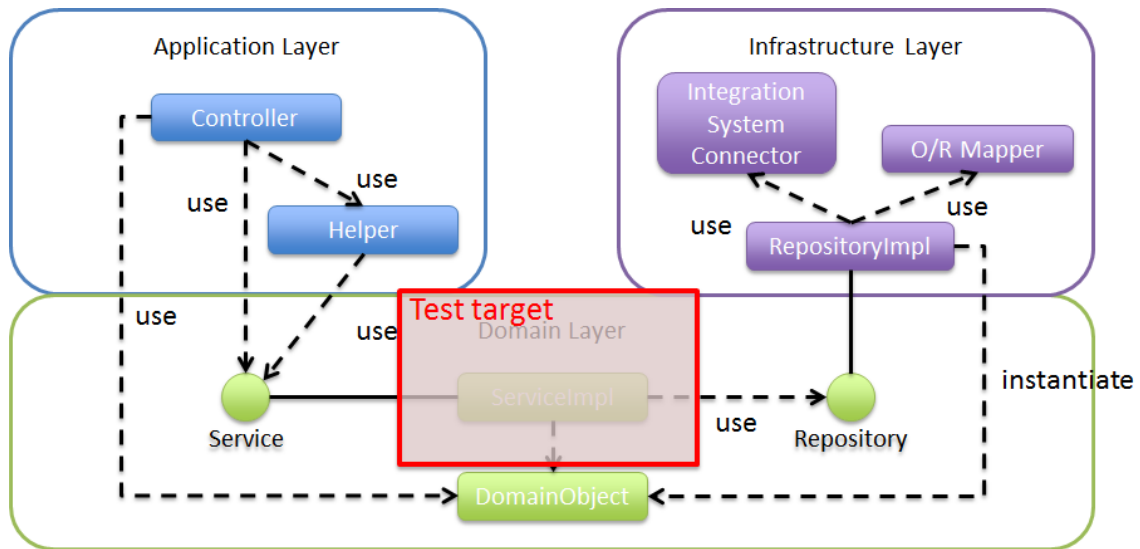 Application Layer
Infrastructure Layer
Controller
Integration
System
Connector
O/R Mapper
use
use
Helper
use
use
RepositoryImpl
Test target
Domain Layer
use
use
instantiate
ServiceImpl
use
Service
Repository
DomainObject